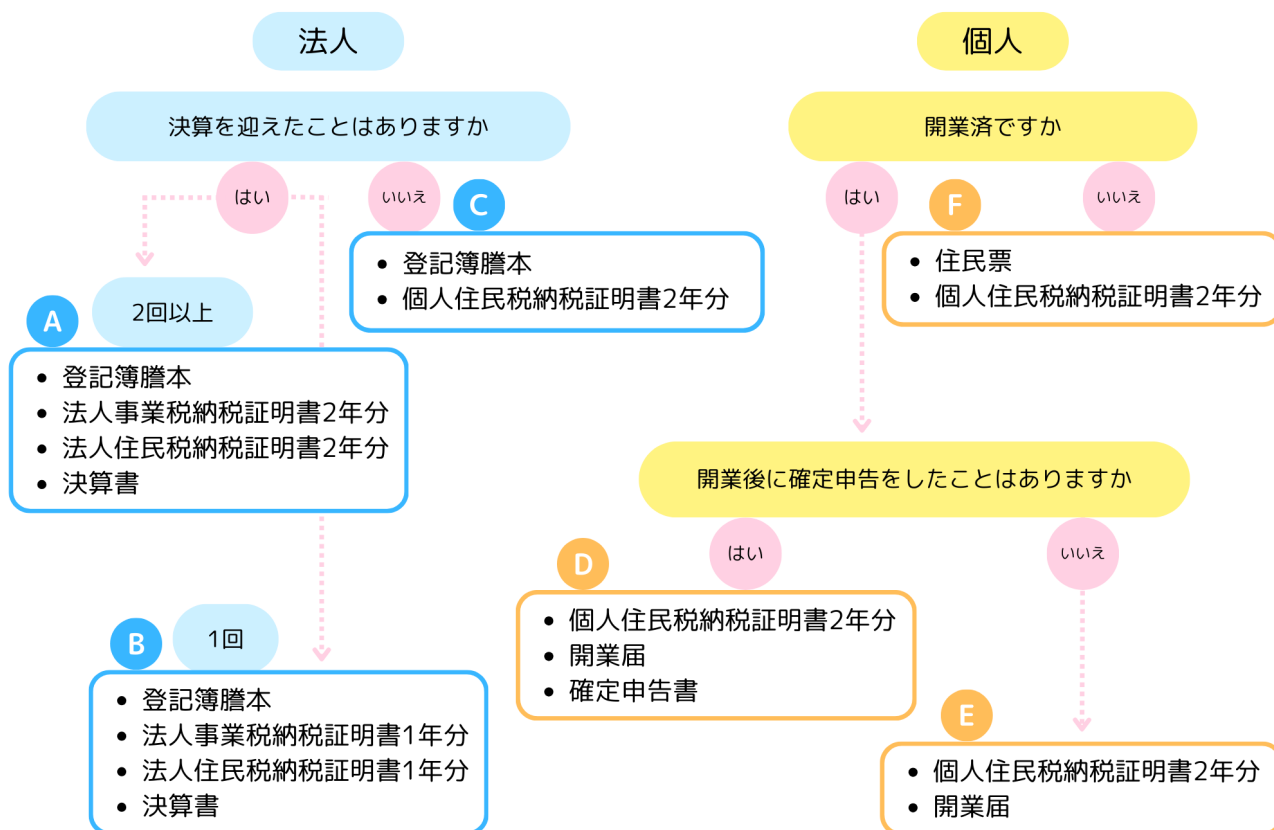 法人
決算を迎えたことはありますか
はい
いいえ
C
登記簿謄本
個人住民税納税証明書2年分
A
2回以上
登記簿謄本
法人事業税納税証明書2年分
法人住民税納税証明書2年分
決算書
B
1回
登記簿謄本
法人事業税納税証明書1年分
法人住民税納税証明書1年分
決算書
個人
開業済ですか
はい
いいえ
F
住民票
個人住民税納税証明書2年分
開業後に確定申告をしたことはありますか
はい
いいえ
D
個人住民税納税証明書2年分
開業届
確定申告書
E
個人住民税納税証明書2年分
開業届